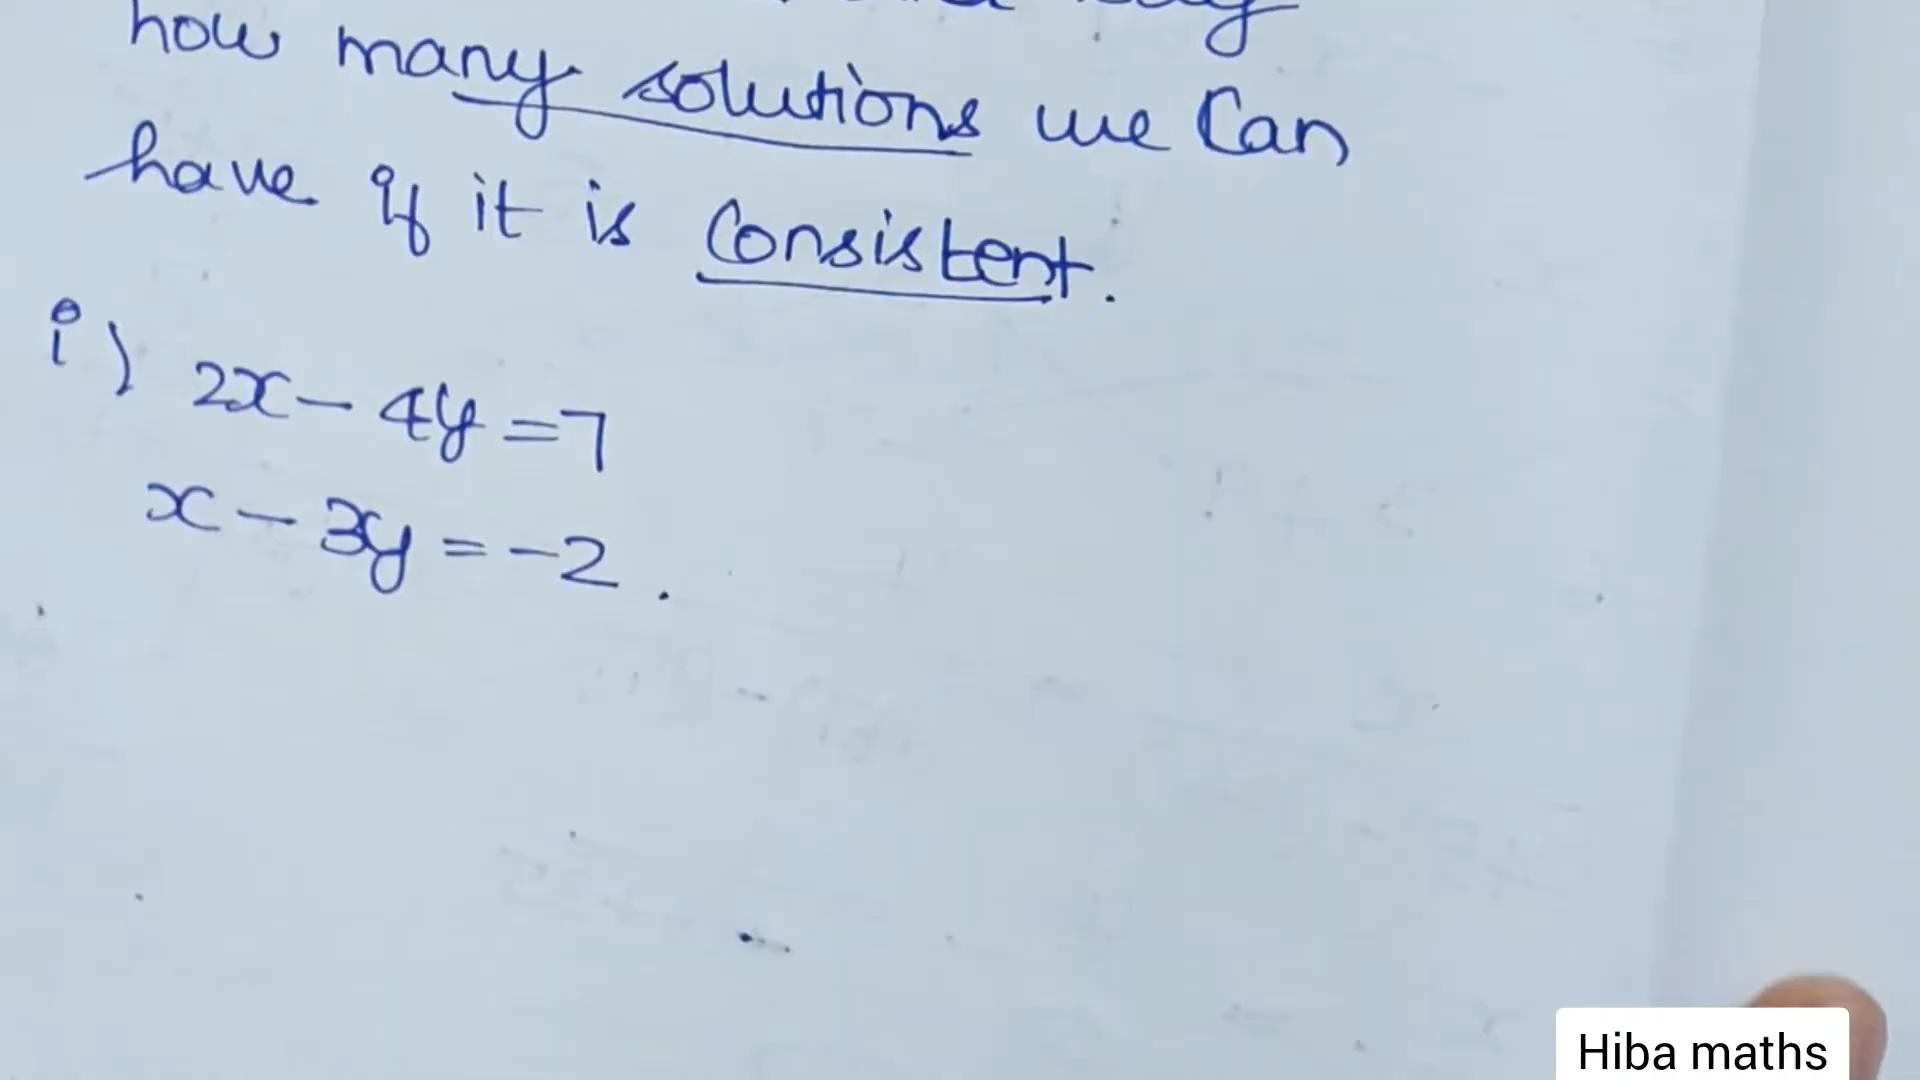 how many solutions we Can
have if it is Consistent.
i) 2x - 4y = 7
x - 3y = -2.
Hiba maths